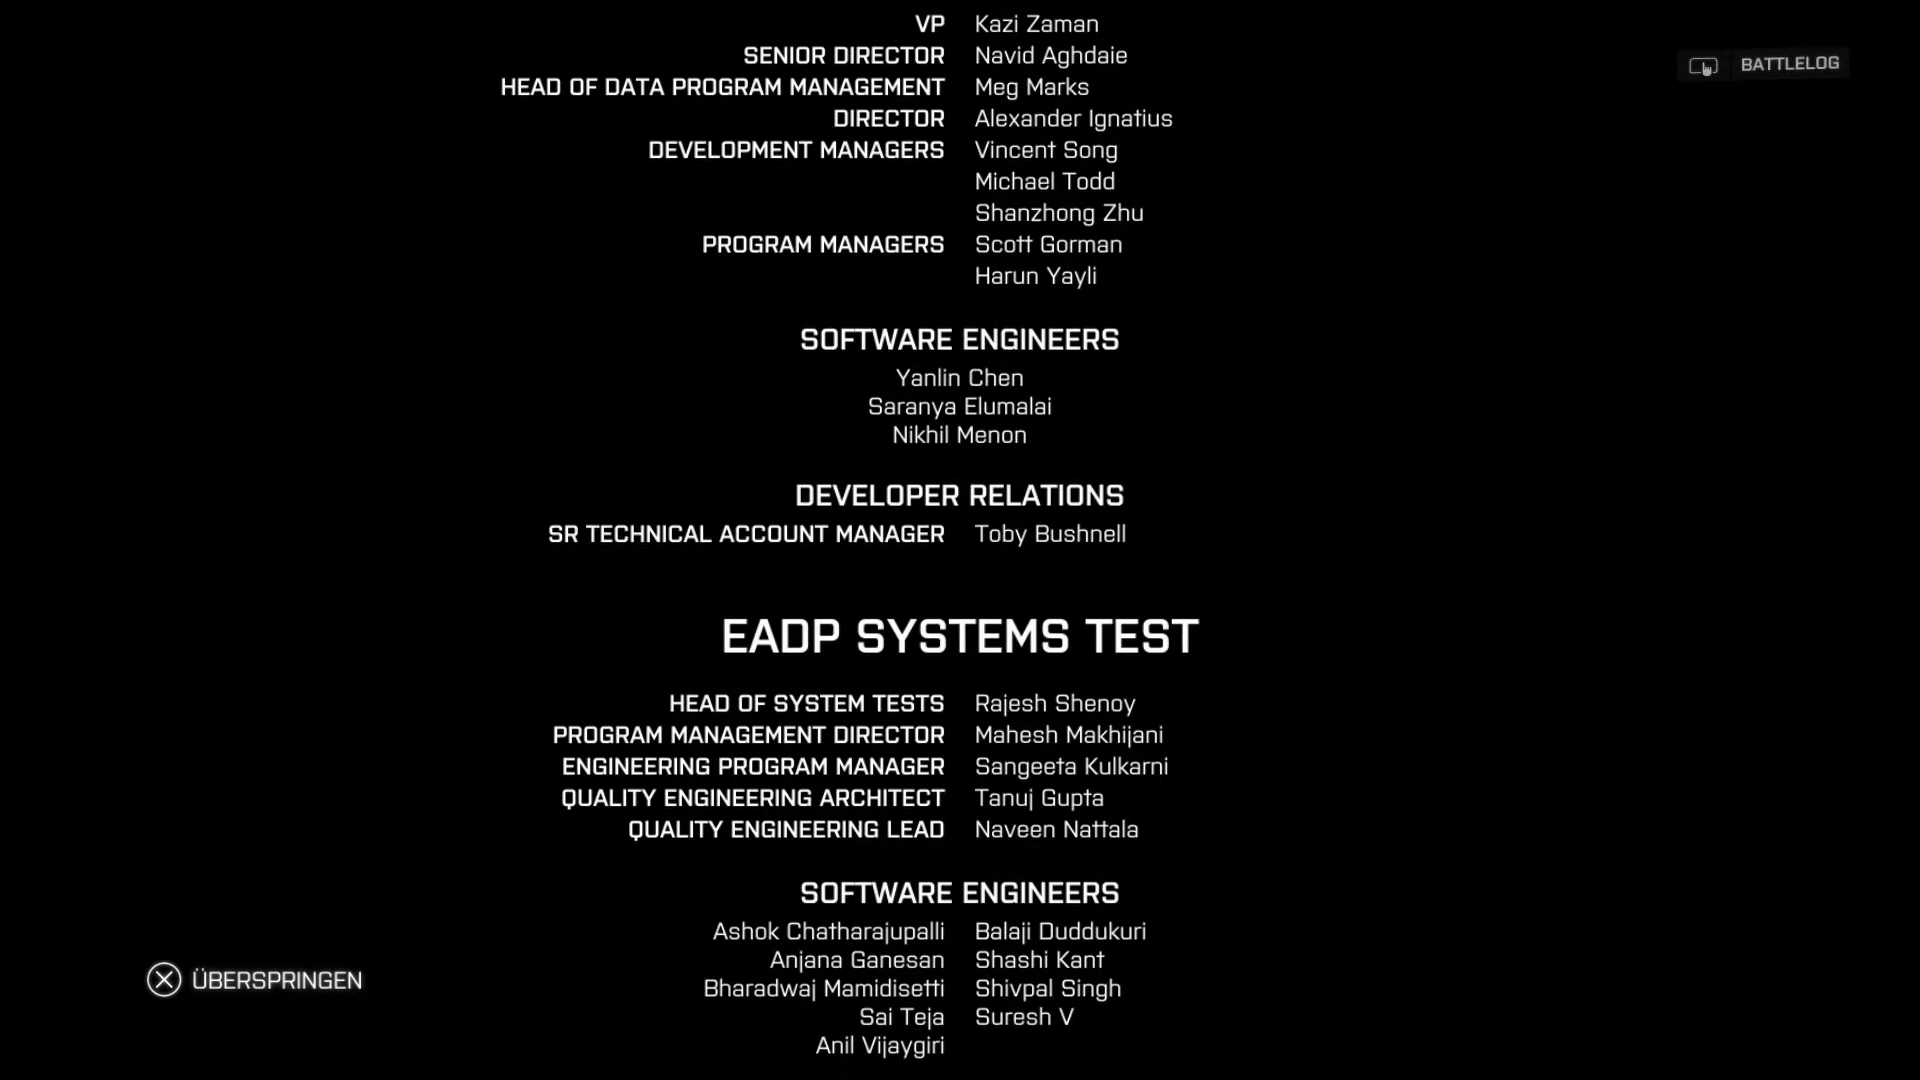 VP Kazi Zaman
SENIOR DIRECTOR Navid Aghdaie
BATTLELOG
HEAD OF DATA PROGRAM MANAGEMENT Meg Marks
DIRECTOR Alexander Ignatius
DEVELOPMENT MANAGERS Vincent Song
Michael Todd
Shanzhong Zhu
PROGRAM MANAGERS Scott Gorman
Harun Yayli
SOFTWARE ENGINEERS
Yanlin Chen
Saranya Elumalai
Nikhil Menon
DEVELOPER RELATIONS
SR TECHNICAL ACCOUNT MANAGER Toby Bushnell
EADP SYSTEMS TEST
HEAD OF SYSTEM TESTS Rajesh Shenoy
PROGRAM MANAGEMENT DIRECTOR Mahesh Makhijani
ENGINEERING PROGRAM MANAGER Sangeeta Kulkarni
QUALITY ENGINEERING ARCHITECT Tanuj Gupta
QUALITY ENGINEERING LEAD Naveen Nattala
SOFTWARE ENGINEERS
Ashok Chatharajupalli Balaji Duddukuri
Anjana Ganesan Shashi Kant
Bharadwaj Mamidisetti Shivpal Singh
Sai Teja Suresh V
Anil Vijaygiri
ÜBERSPRINGEN